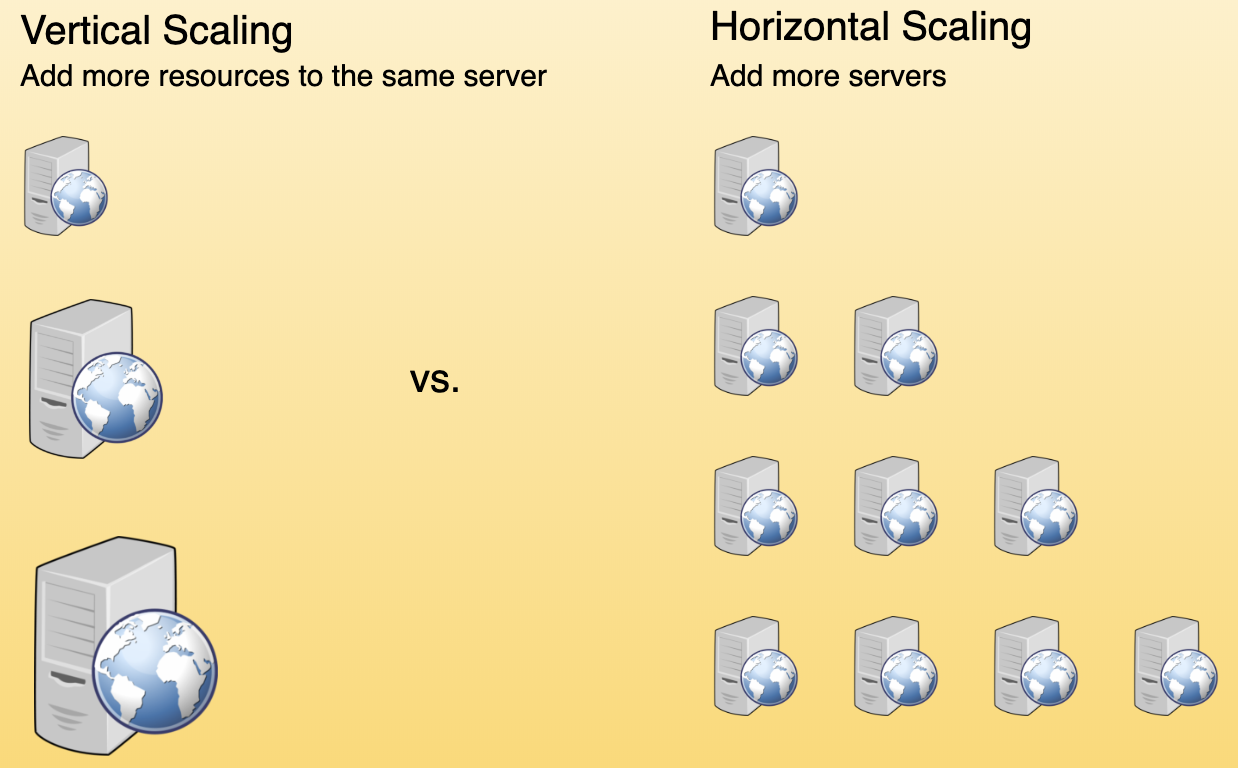 Vertical Scaling
Add more resources to the same server
vs.
Horizontal Scaling
Add more servers